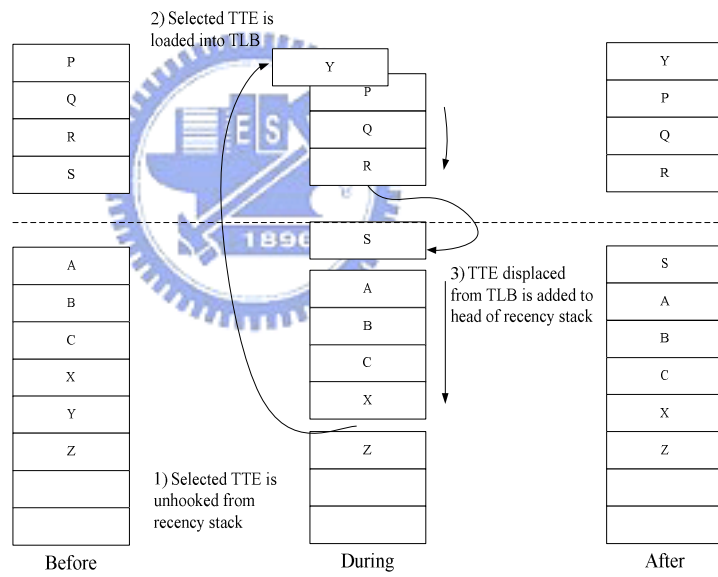 2) Selected TTE is
loaded into TLB
P
Q
R
S
A
B
C
X
Y
Z
Before
1) Selected TTE is
unhooked from
recency stack
Y
P
Q
R
S
A
B
C
X
Z
During
3) TTE displaced
from TLB is added to
head of recency stack
Y
P
Q
R
S
A
B
C
X
Z
After
E S
1896